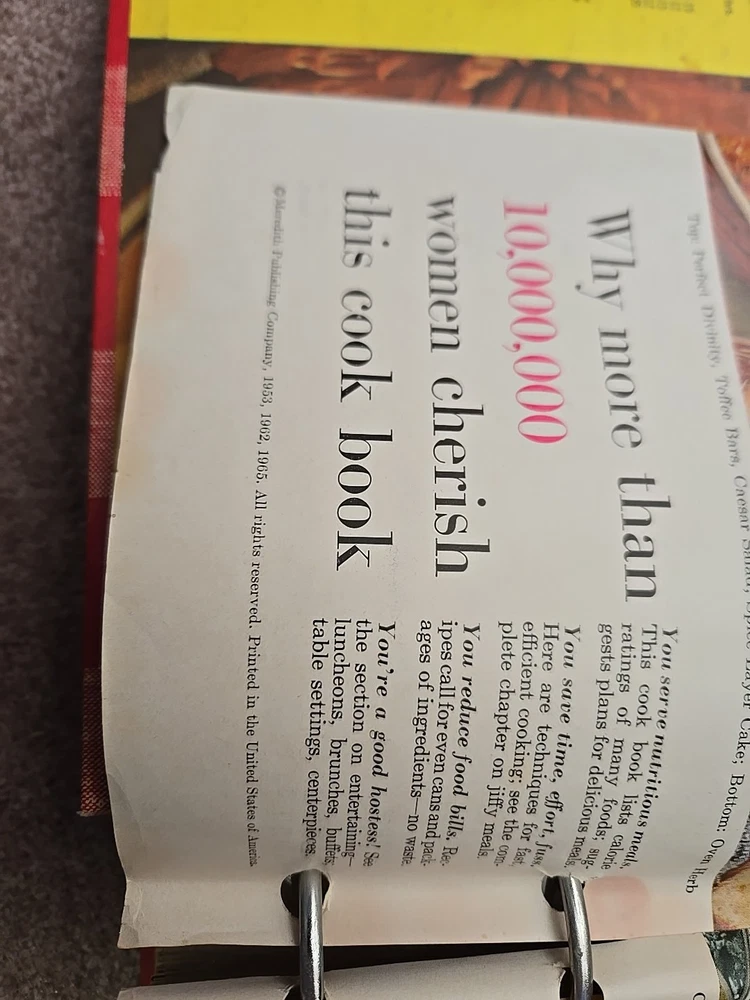 Top: Perfect Divinity, Toffee Bars, Caesar Layer Cake; Bottom: Oven Herb
Why more than
10,000,000
women cherish
this cook book
You serve nutritious meals,
This cook book lists calorie
ratings of many foods; sug-
gests plans for delicious meals.
You save time, effort, fuss.
Here are techniques for fast,
efficient cooking; see the com-
plete chapter on jiffy meals.
You reduce food bills. Rec-
ipes call for even cans and pack-
ages of ingredients—no waste.
You're a good hostess! See
the section on entertaining—
luncheons, brunches, buffets,
table settings, centerpieces.
©Meredith Publishing Company, 1953, 1962, 1965. All rights reserved. Printed in the United States of America.